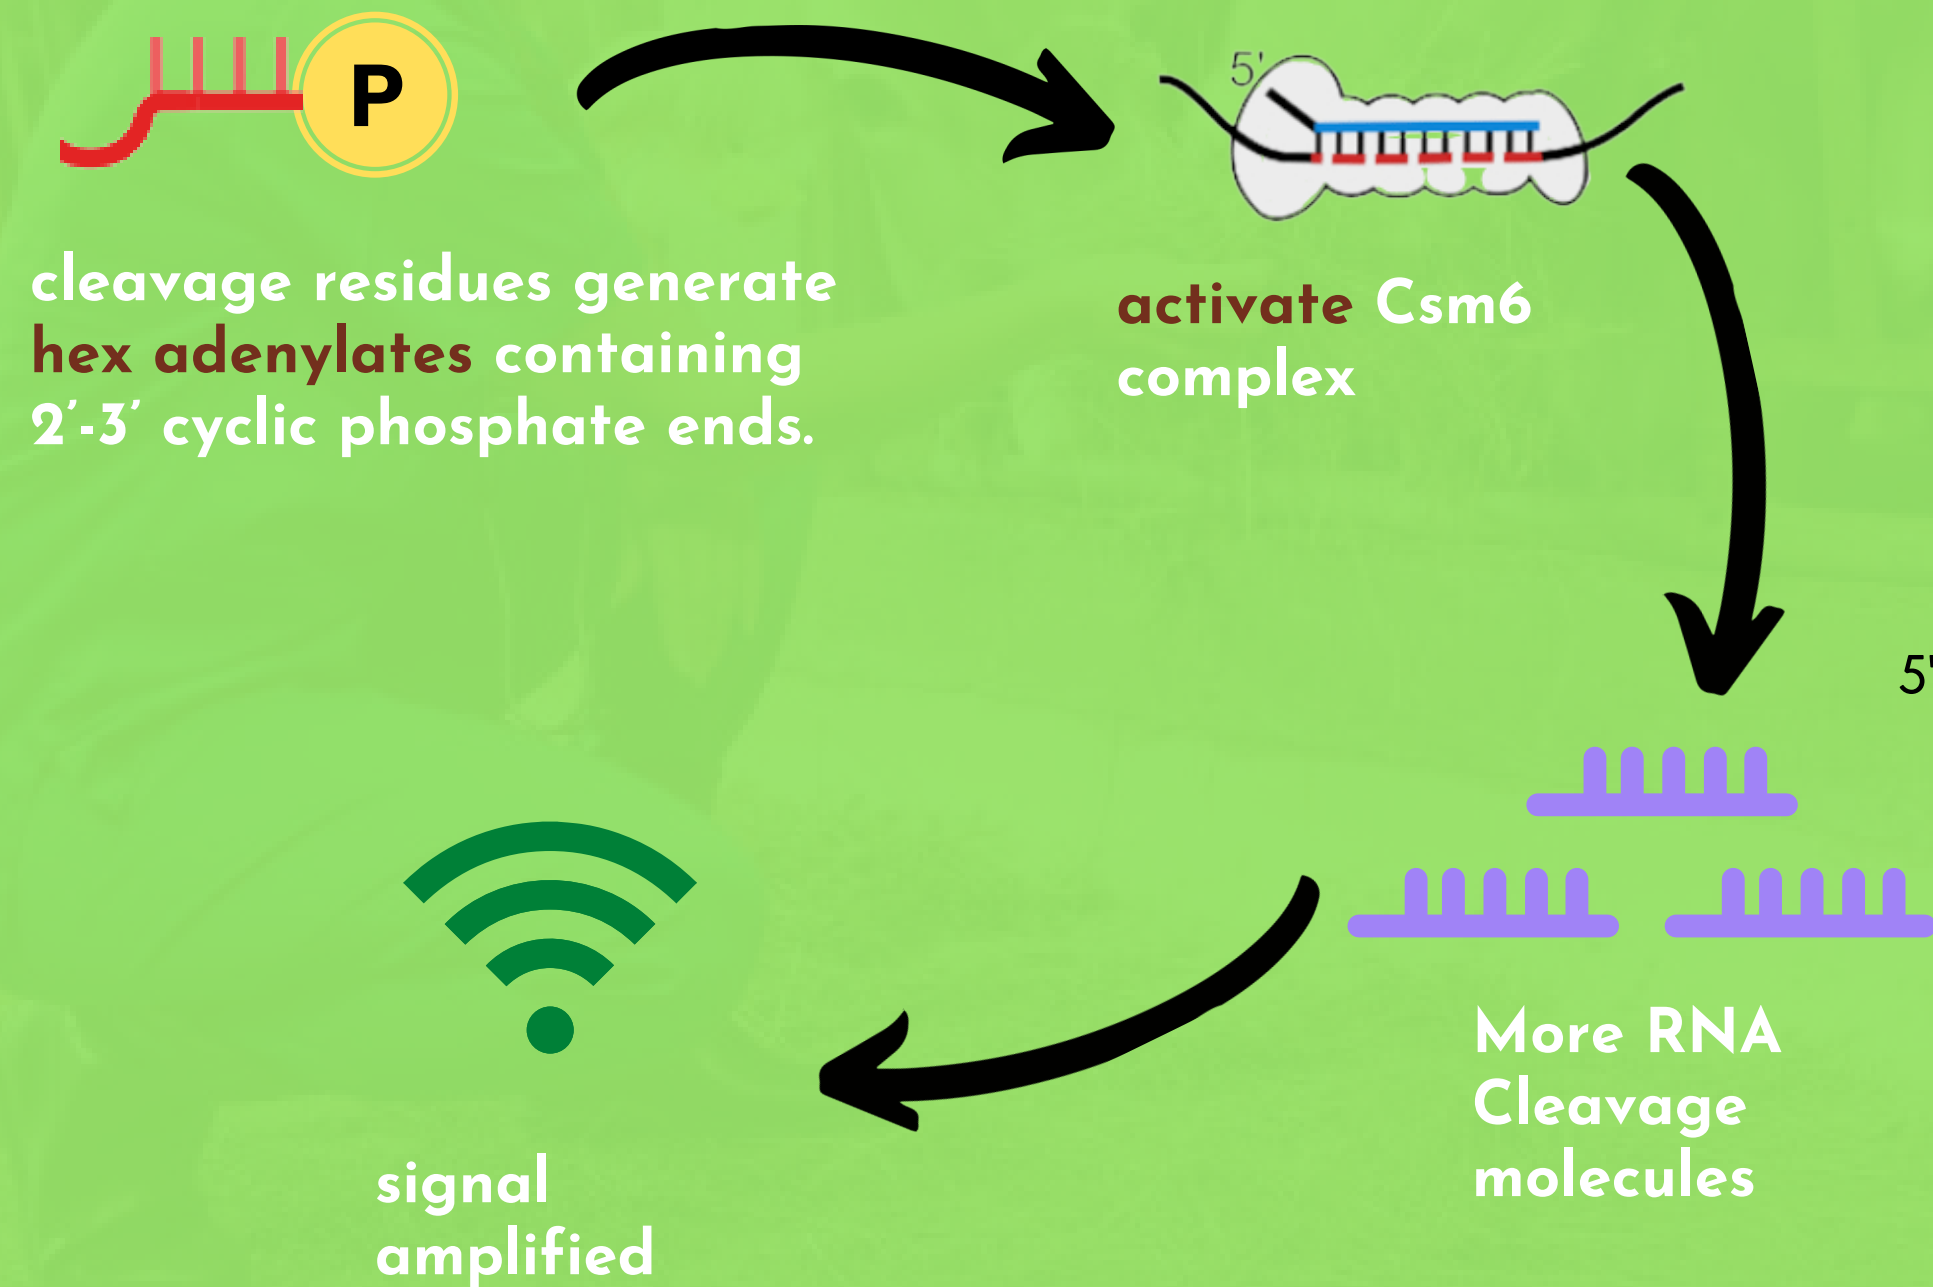 P
5'
cleavage residues generate
hex adenylates containing
2′-3′ cyclic phosphate ends.
activate Csm6
complex
5'
More RNA
Cleavage
molecules
signal
amplified